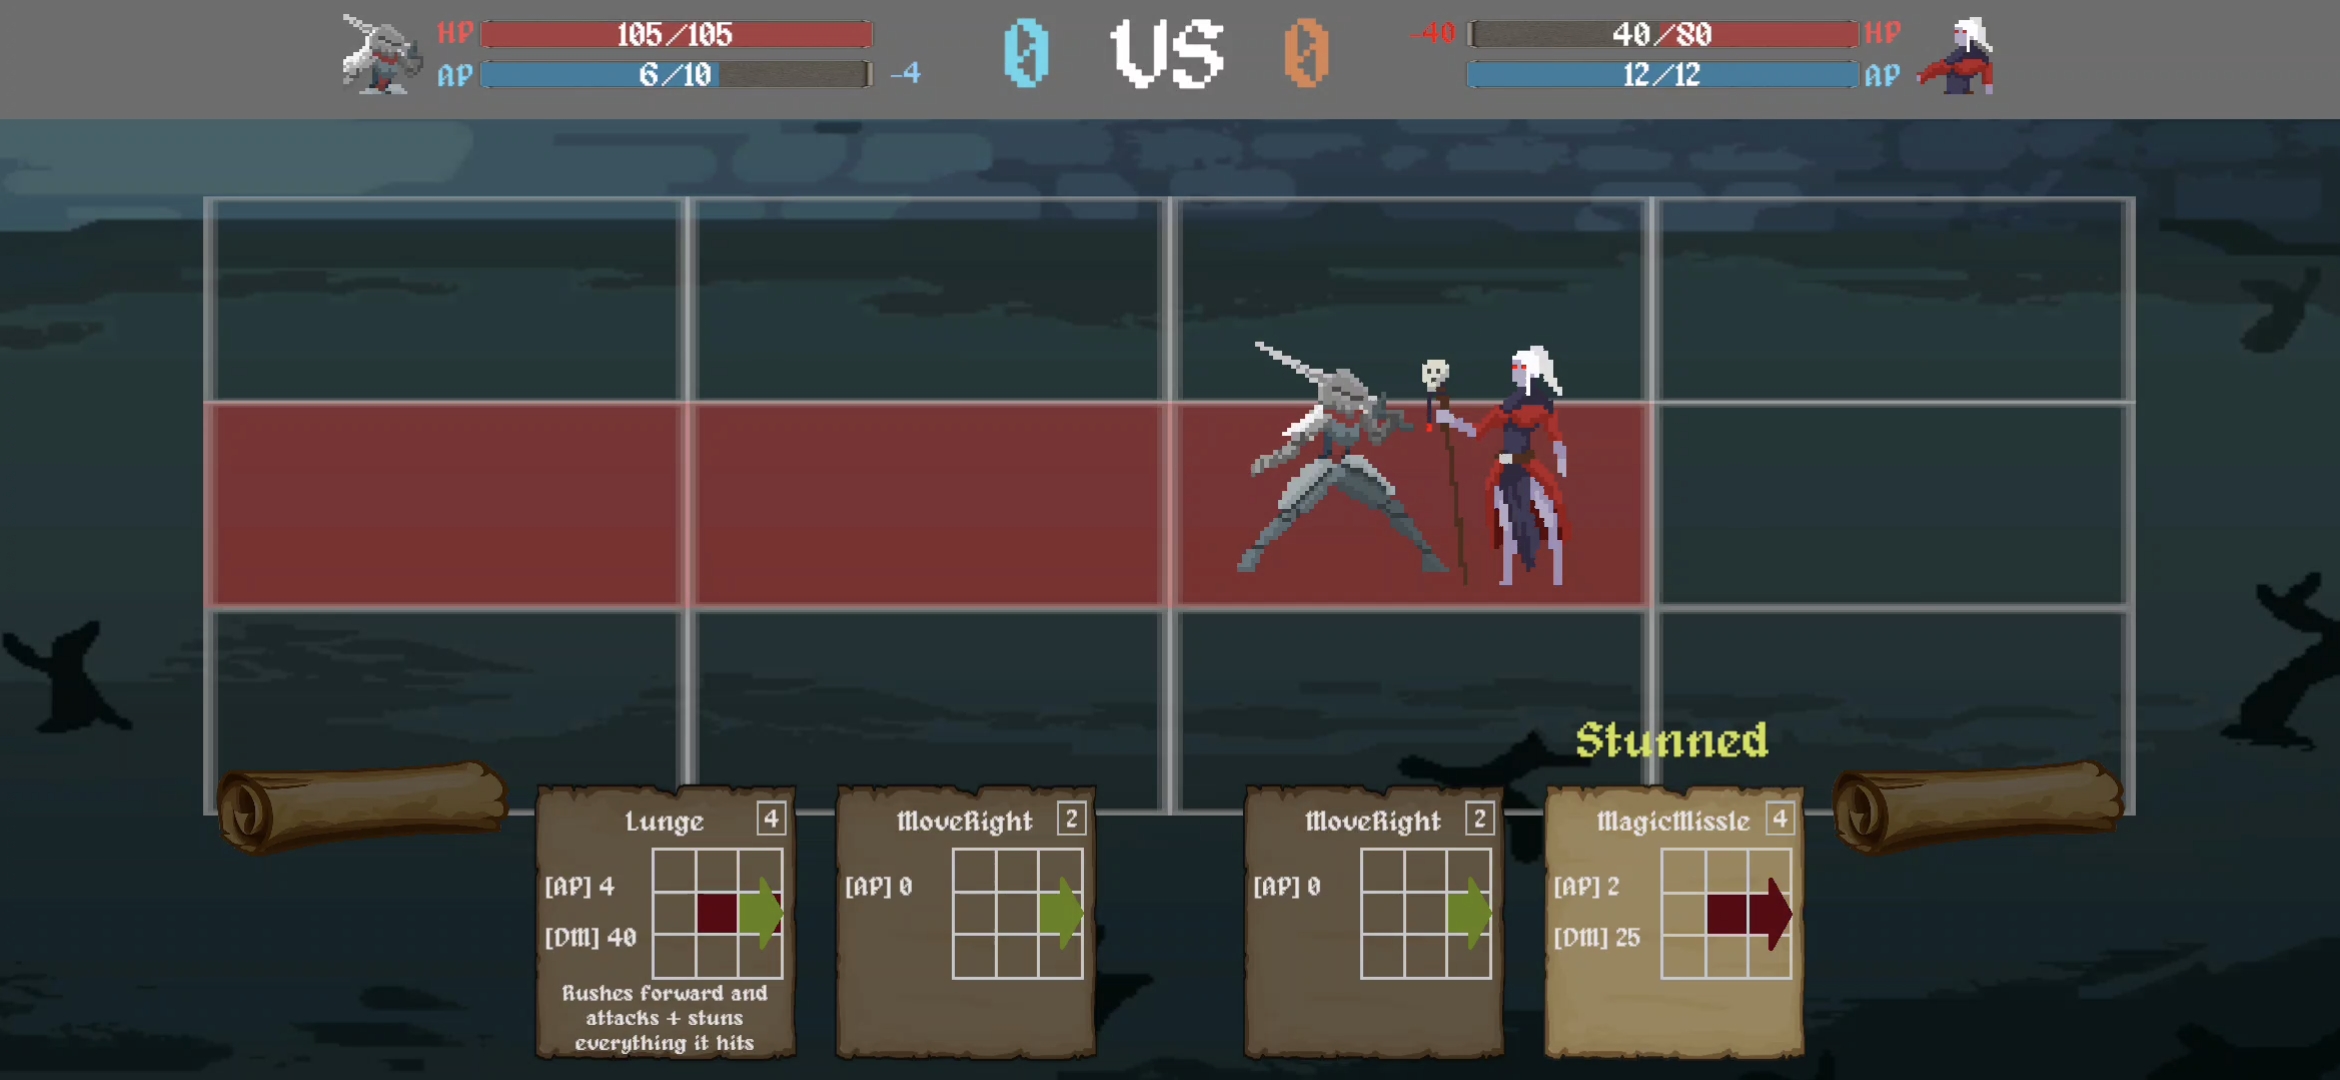 HP 105/105 0 VS 0 -40 40/80 HP
AP 6/10 -4 12/12 AP
Stunned
Lunge 4
[AP] 4
[DM] 40
Rushes forward and
attacks + stuns
everything it hits
MoveRight 2
[AP] 0
MoveRight 2
[AP] 0
MagicMissle 4
[AP] 2
[DM] 25